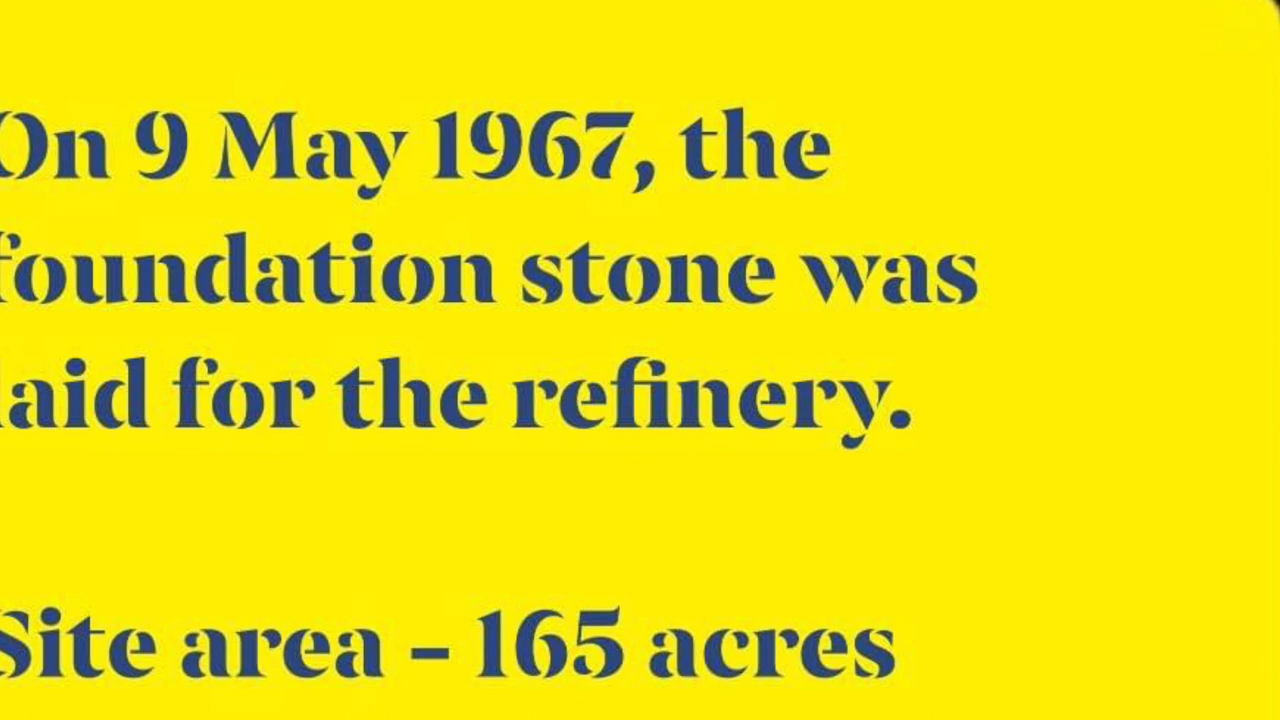 On 9 May 1967, the
foundation stone was
laid for the refinery.
Site area – 165 acres